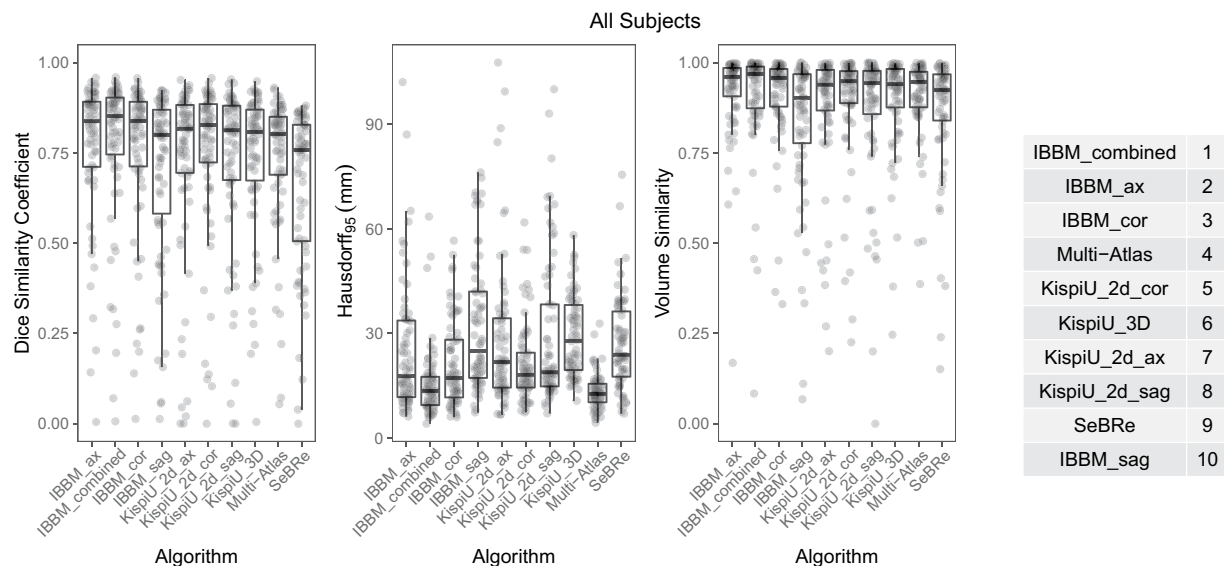 All Subjects
Dice Similarity Coefficient
1.00
0.75
0.50
0.25
0.00
IBBM_ax
IBBM_combined
IBBM_cor
IBBM_sag
KispiU_2d_ax
KispiU_2d_cor
KispiU_2d_sag
KispiU_3D
Multi−Atlas
SeBRe
Algorithm
Hausdorff95 (mm)
90
60
30
0
IBBM_ax
IBBM_combined
IBBM_cor
IBBM_sag
KispiU_2d_ax
KispiU_2d_cor
KispiU_2d_sag
KispiU_3D
Multi−Atlas
SeBRe
Algorithm
Volume Similarity
1.00
0.75
0.50
0.25
0.00
IBBM_ax
IBBM_combined
IBBM_cor
IBBM_sag
KispiU_2d_ax
KispiU_2d_cor
KispiU_2d_sag
KispiU_3D
Multi−Atlas
SeBRe
Algorithm
IBBM_combined 1
IBBM_ax 2
IBBM_cor 3
Multi−Atlas 4
KispiU_2d_cor 5
KispiU_3D 6
KispiU_2d_ax 7
KispiU_2d_sag 8
SeBRe 9
IBBM_sag 10